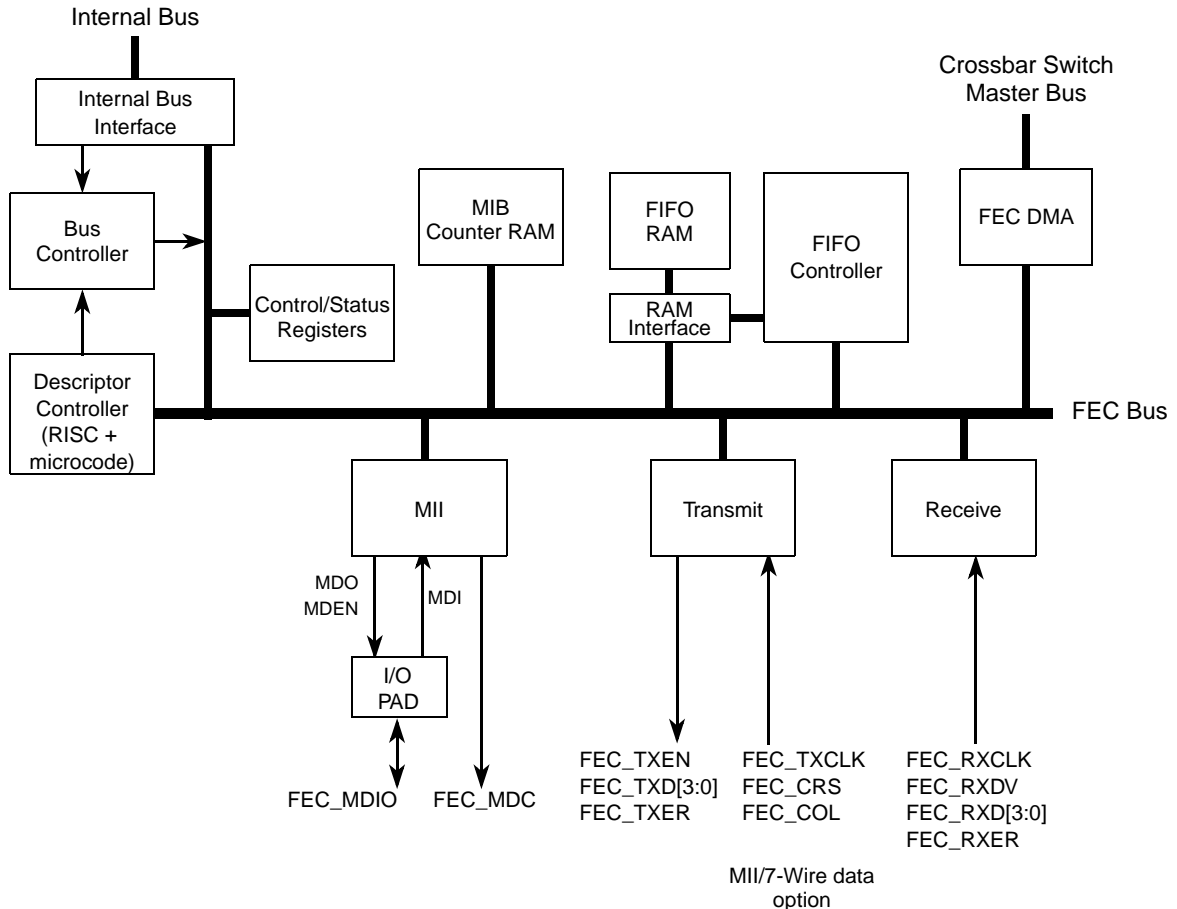 Internal Bus
Crossbar Switch
Master Bus
Internal Bus
Interface
Bus
Controller
MIB
Counter RAM
FIFO
RAM
FIFO
Controller
FEC DMA
Control/Status
Registers
RAM
Interface
Descriptor
Controller
(RISC +
microcode)
FEC Bus
MII
Transmit
Receive
MDO
MDEN
MDI
I/O
PAD
FEC_MDIO
FEC_MDC
FEC_TXEN
FEC_TXD[3:0]
FEC_TXER
FEC_TXCLK
FEC_CRS
FEC_COL
FEC_RXCLK
FEC_RXDV
FEC_RXD[3:0]
FEC_RXER
MII/7-Wire data
option